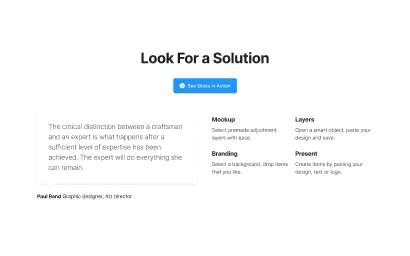 Look For a Solution
See Ideas in Action
The critical distinction between a craftsman
and an expert is what happens after a
sufficient level of expertise has been
achieved. The expert will do everything she
can remain.
Paul Rand Graphic designer, Art director
Mockup
Select premade adjustment
layers with ease.
Layers
Open a smart object, paste your
design and save.
Branding
Select a background, drop items
that you like.
Present
Create items by pasting your
design, text or logo.